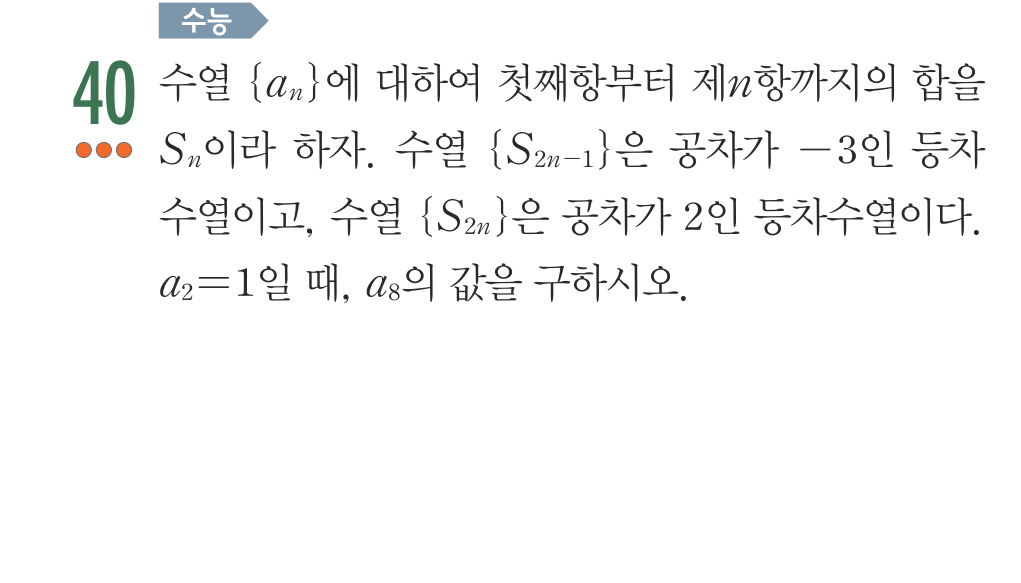 수능
40 수열 {aₙ}에 대하여 첫째항부터 제n항까지의 합을
Sₙ이라 하자. 수열 {S₂ₙ₋₁}은 공차가 −3인 등차
수열이고, 수열 {S₂ₙ}은 공차가 2인 등차수열이다.
a₂=1일 때, a₈의 값을 구하시오.